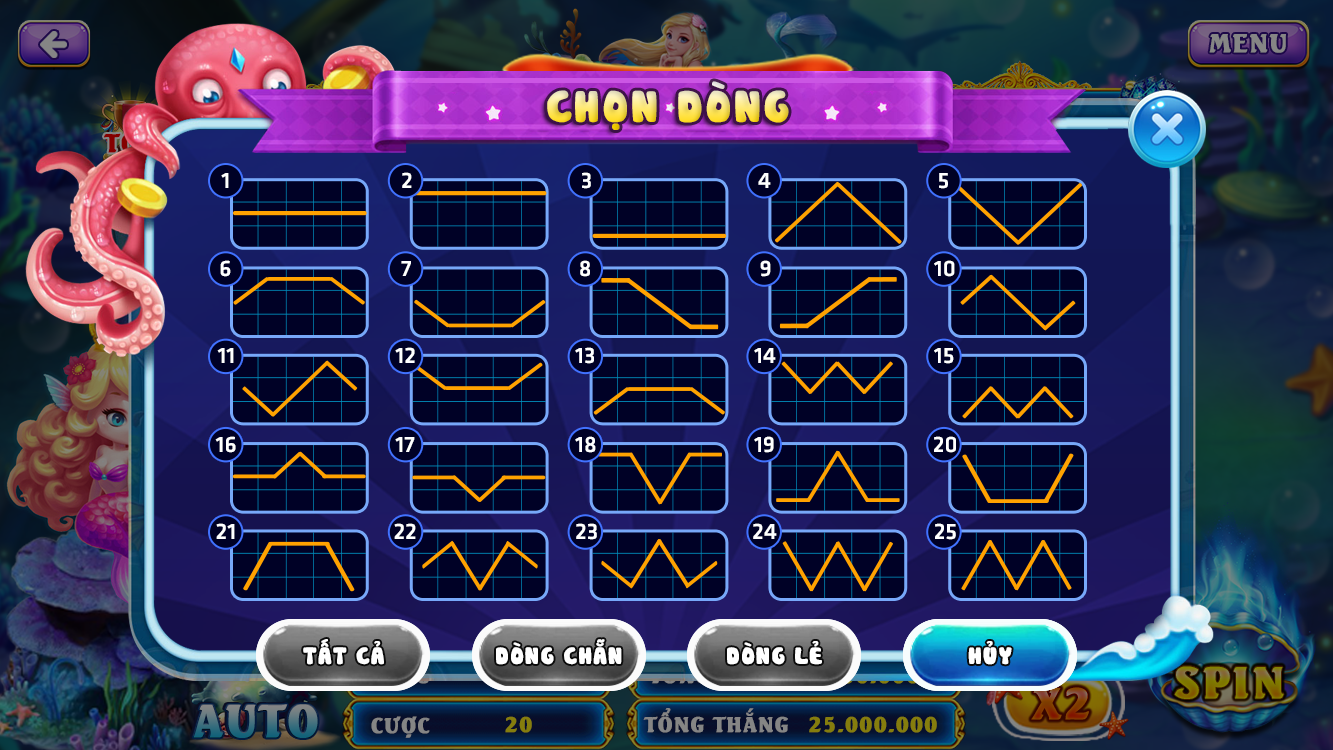 MENU
CHỌN DÒNG
1 2 3 4 5
6 7 8 9 10
11 12 13 14 15
16 17 18 19 20
21 22 23 24 25
TẤT CẢ DÒNG CHẴN DÒNG LẺ HỦY
AUTO CƯỢC 20 TỔNG THẮNG 25.000.000 X2 SPIN